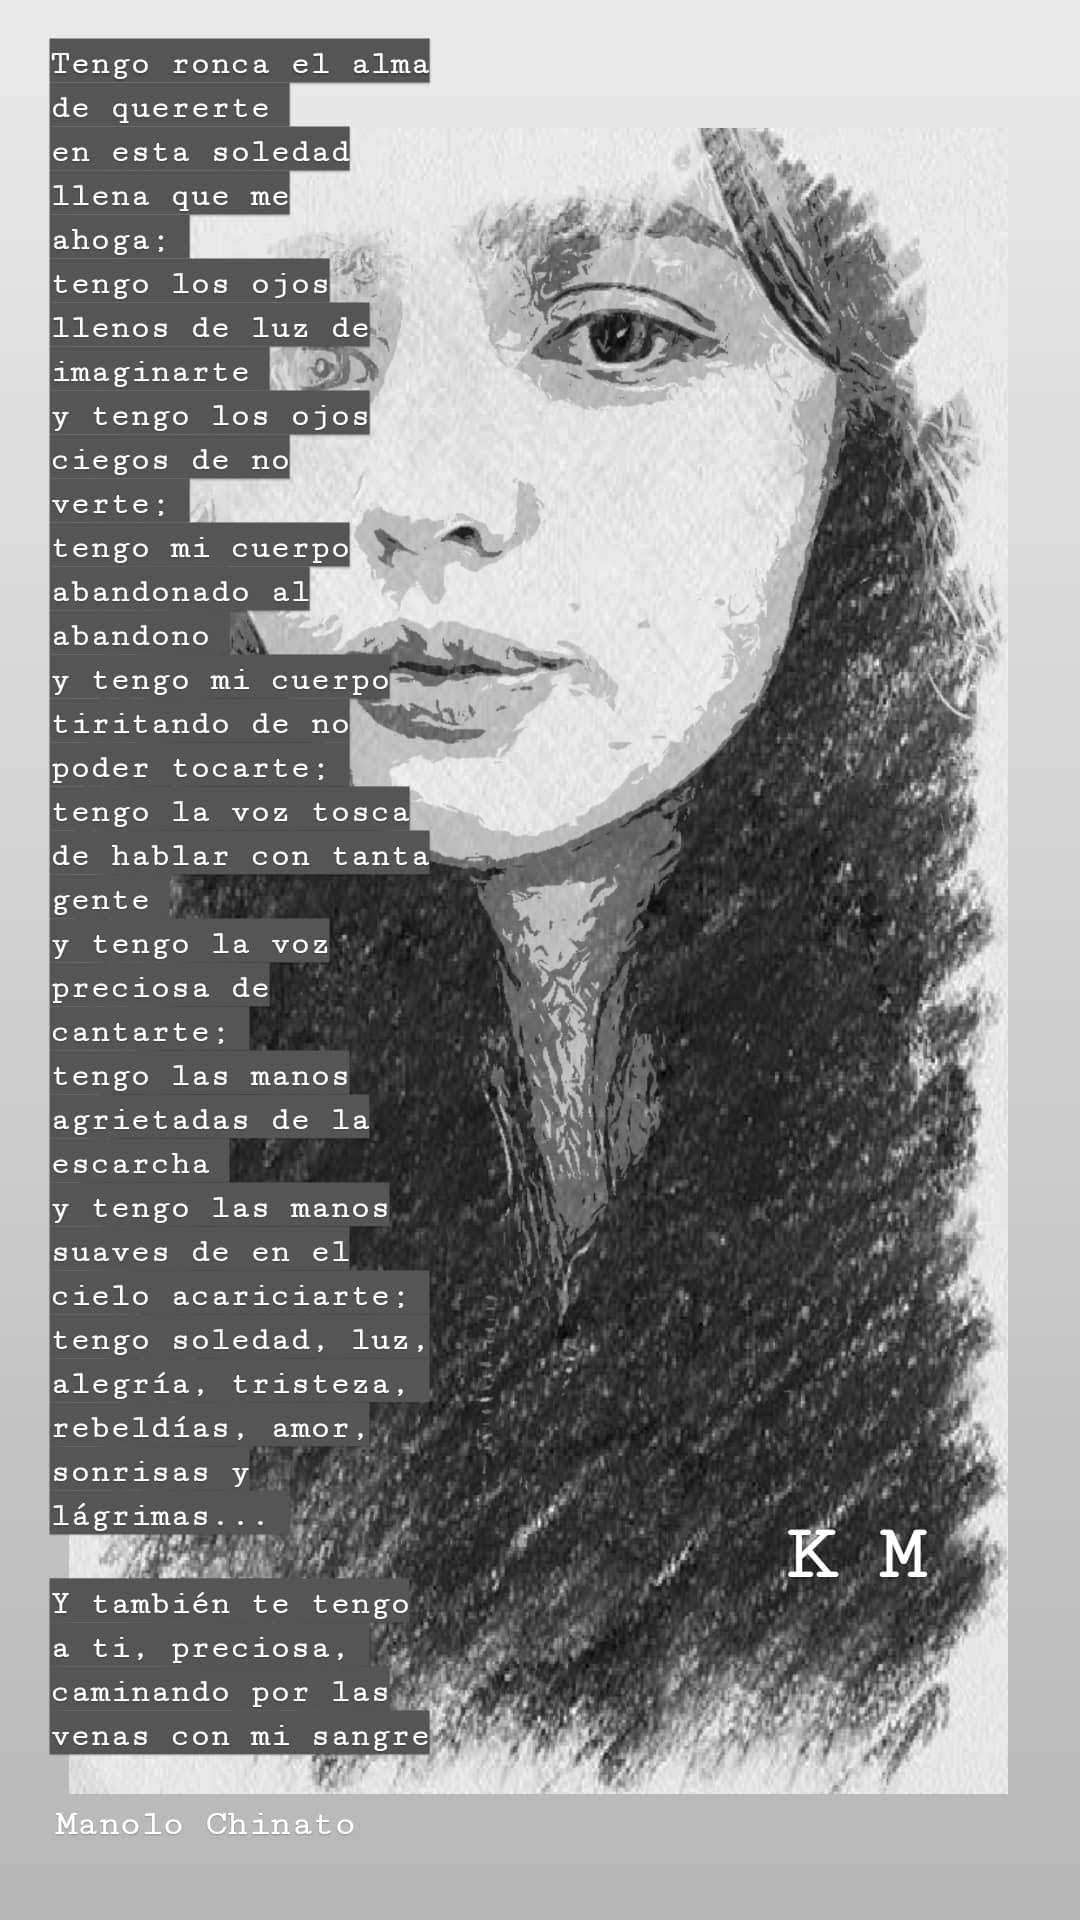 Tengo ronca el alma
de quererte
en esta soledad
llena que me
ahoga;
tengo los ojos
llenos de luz de
imaginarte
y tengo los ojos
ciegos de no
verte;
tengo mi cuerpo
abandonado al
abandono
y tengo mi cuerpo
tiritando de no
poder tocarte;
tengo la voz tosca
de hablar con tanta
gente
y tengo la voz
preciosa de
cantarte;
tengo las manos
agrietadas de la
escarcha
y tengo las manos
suaves de en el
cielo acariciarte;
tengo soledad, luz,
alegría, tristeza,
rebeldías, amor,
sonrisas y
lágrimas...
Y también te tengo
a ti, preciosa,
caminando por las
venas con mi sangre
K M
Manolo Chinato